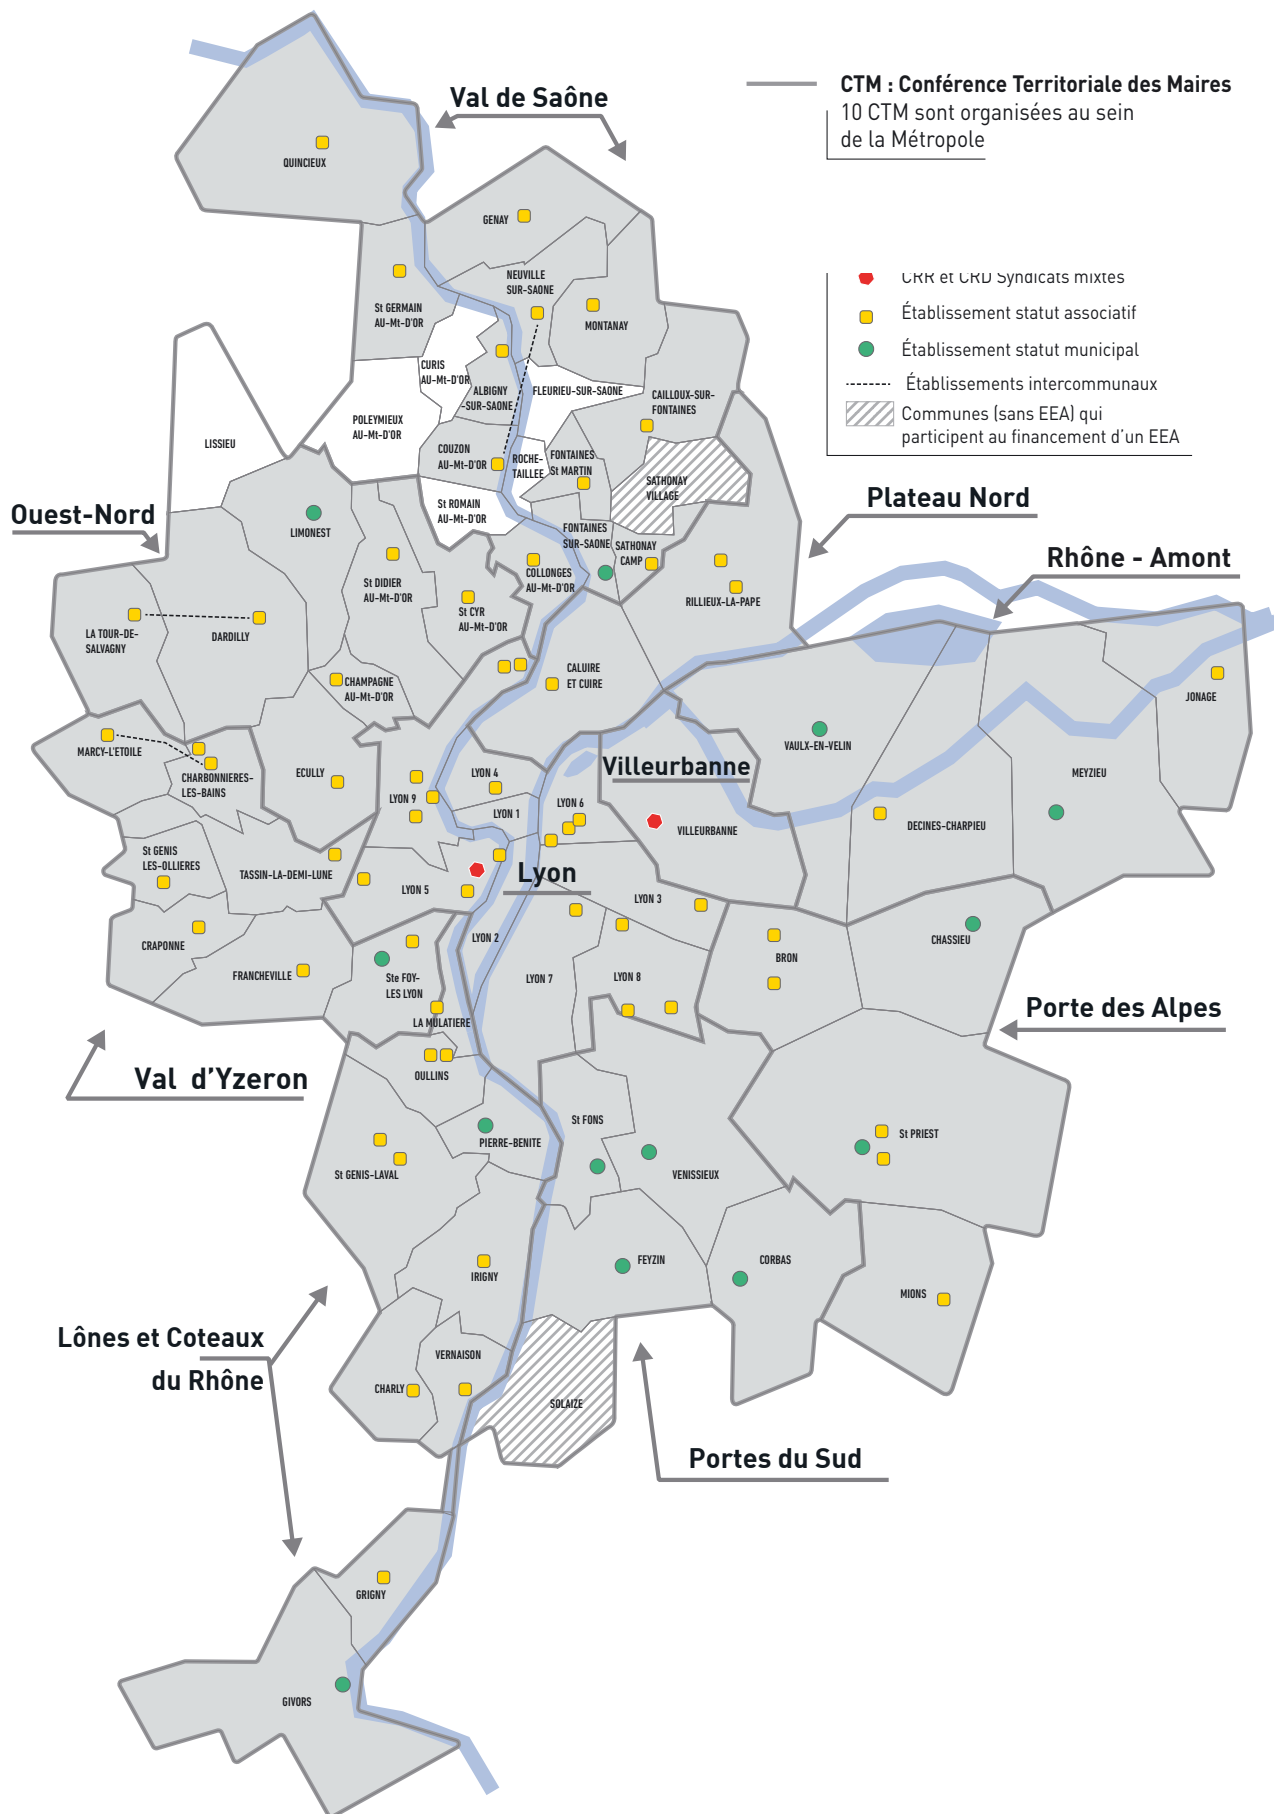 Val de Saône
CTM : Conférence Territoriale des Maires
10 CTM sont organisées au sein
de la Métropole
CRR et CRD Syndicats mixtes
Établissement statut associatif
Établissement statut municipal
Établissements intercommunaux
Communes (sans EEA) qui
participent au financement d'un EEA
QUINCIEUX
GENAY
NEUVILLE
SUR-SAONE
St GERMAIN
AU-Mt-D'OR
MONTANAY
CURIS
AU-Mt-D'OR
ALBIGNY
-SUR-SAONE
FLEURIEU-SUR-SAONE
CAILLOUX-SUR-
FONTAINES
POLEYMIEUX
AU-Mt-D'OR
LISSIEU
COUZON
AU-Mt-D'OR
ROCHE-
TAILLEE
FONTAINES
St MARTIN
SATHONAY
VILLAGE
St ROMAIN
AU-Mt-D'OR
Ouest-Nord
Plateau Nord
LIMONEST
FONTAINES
SUR-SAONE
SATHONAY
CAMP
Rhône - Amont
St DIDIER
AU-Mt-D'OR
COLLONGES
AU-Mt-D'OR
RILLIEUX-LA-PAPE
St CYR
AU-Mt-D'OR
LA TOUR-DE-
SALVAGNY
DARDILLY
CALUIRE
ET CUIRE
CHAMPAGNE
AU-Mt-D'OR
JONAGE
MARCY-L'ETOILE
CHARBONNIERES-
LES-BAINS
ECULLY
VAULX-EN-VELIN
Villeurbanne
LYON 4
MEYZIEU
LYON 9
LYON 1
LYON 6
VILLEURBANNE
DECINES-CHARPIEU
St GENIS
LES-OLLIERES
TASSIN-LA-DEMI-LUNE
LYON 5
Lyon
LYON 3
CRAPONNE
LYON 2
CHASSIEU
BRON
FRANCHEVILLE
Ste FOY-
LES LYON
LYON 7
LYON 8
Porte des Alpes
LA MULATIERE
Val d'Yzeron
OULLINS
St FONS
St PRIEST
PIERRE-BENITE
St GENIS-LAVAL
VENISSIEUX
FEYZIN
CORBAS
IRIGNY
MIONS
Lônes et Coteaux
du Rhône
VERNAISON
CHARLY
SOLAIZE
Portes du Sud
GRIGNY
GIVORS